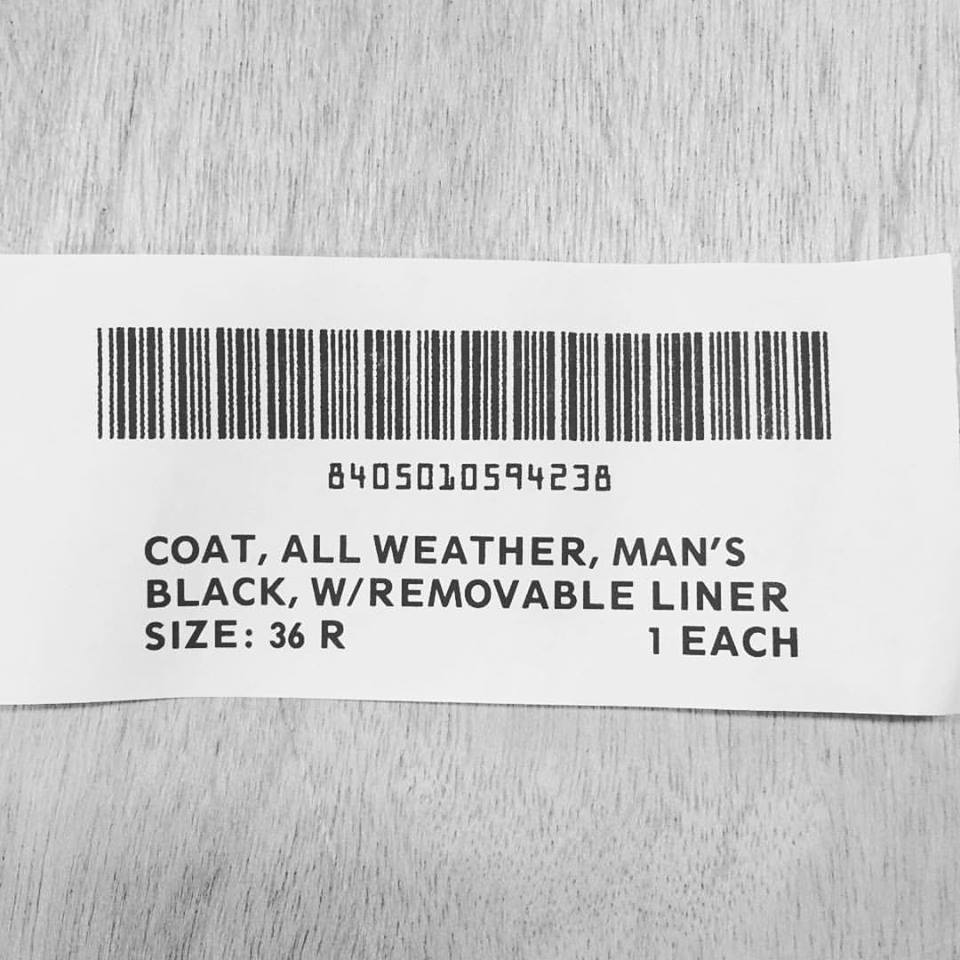 8405010594238
COAT, ALL WEATHER, MAN'S
BLACK, W/REMOVABLE LINER
SIZE: 36 R 1 EACH